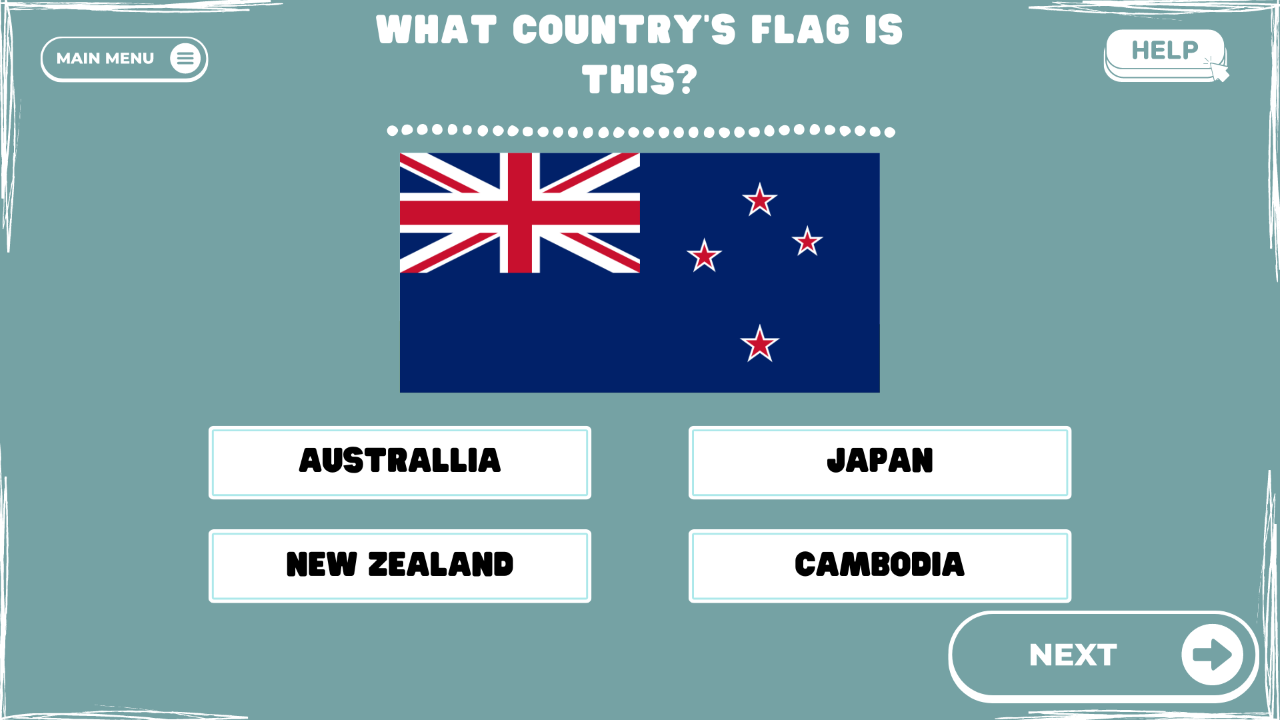 WHAT COUNTRY'S FLAG IS
THIS?
MAIN MENU
HELP
AUSTRALLIA
JAPAN
NEW ZEALAND
CAMBODIA
NEXT